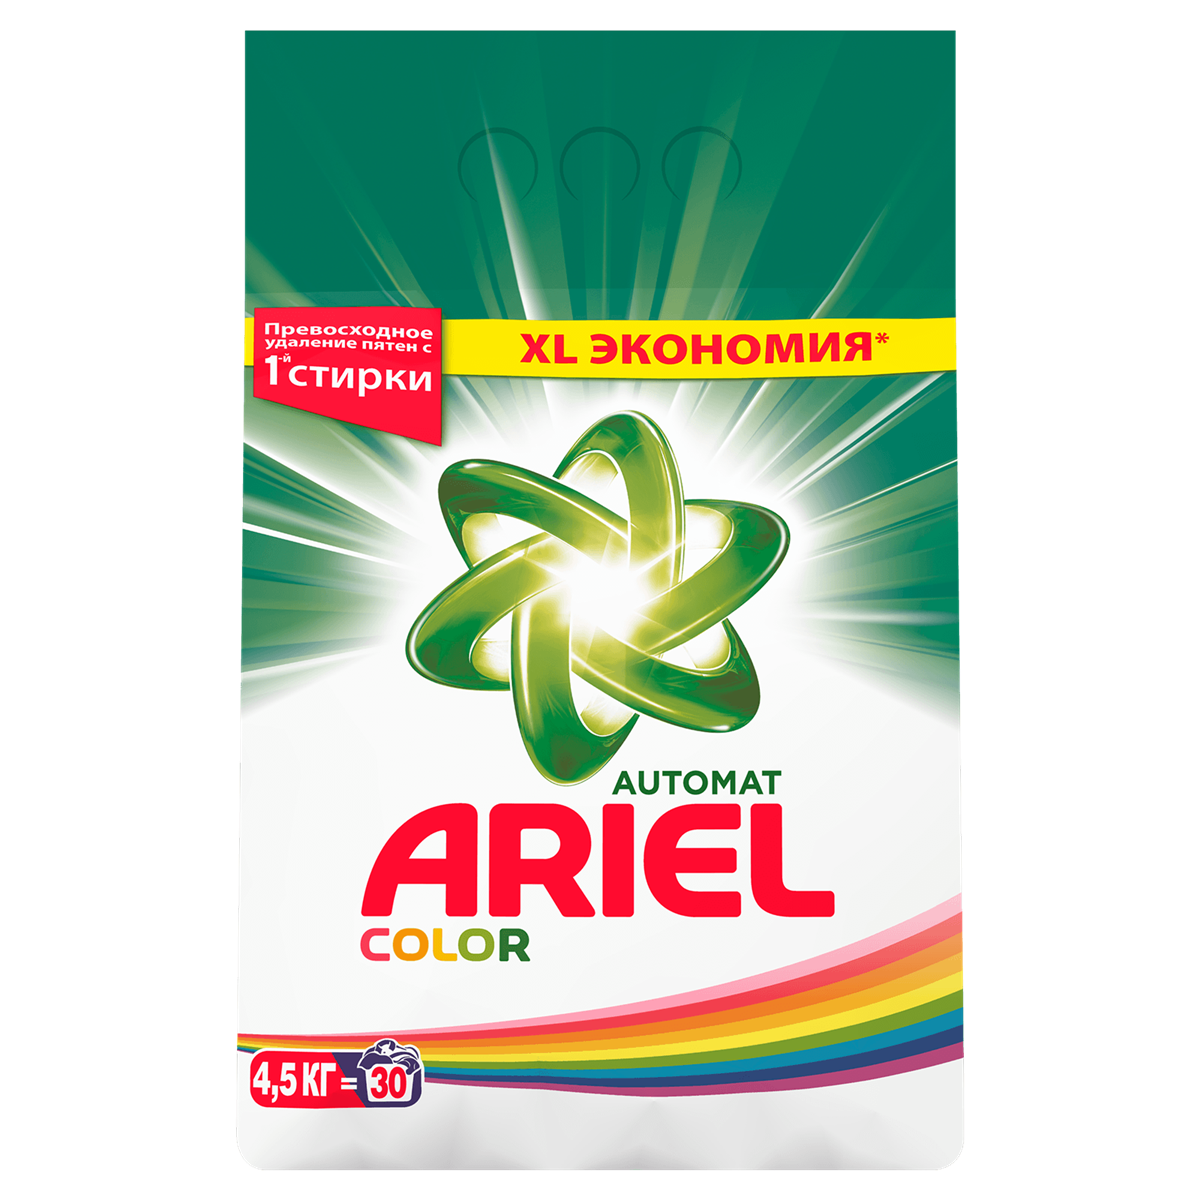 Превосходное
удаление пятен с
1-й стирки
XL ЭКОНОМИЯ*
AUTOMAT
ARIEL
COLOR
4,5 КГ = 30